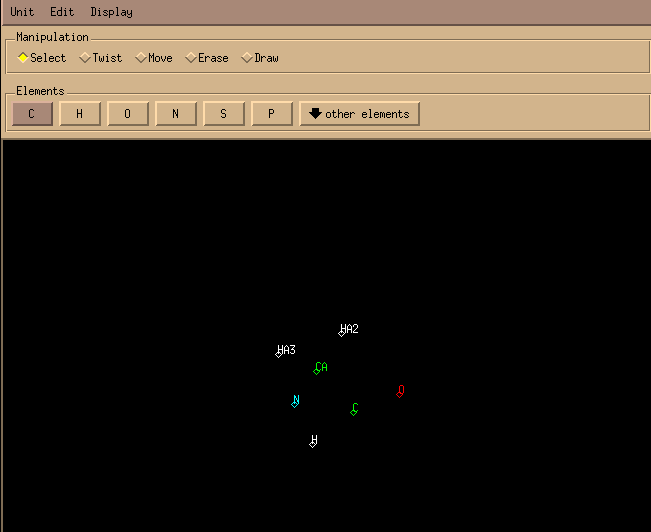 Unit Edit Display
Manipulation
Select Twist Move Erase Draw
Elements
C H O N S P other elements
HA2
HA3
CA
O
N
C
H